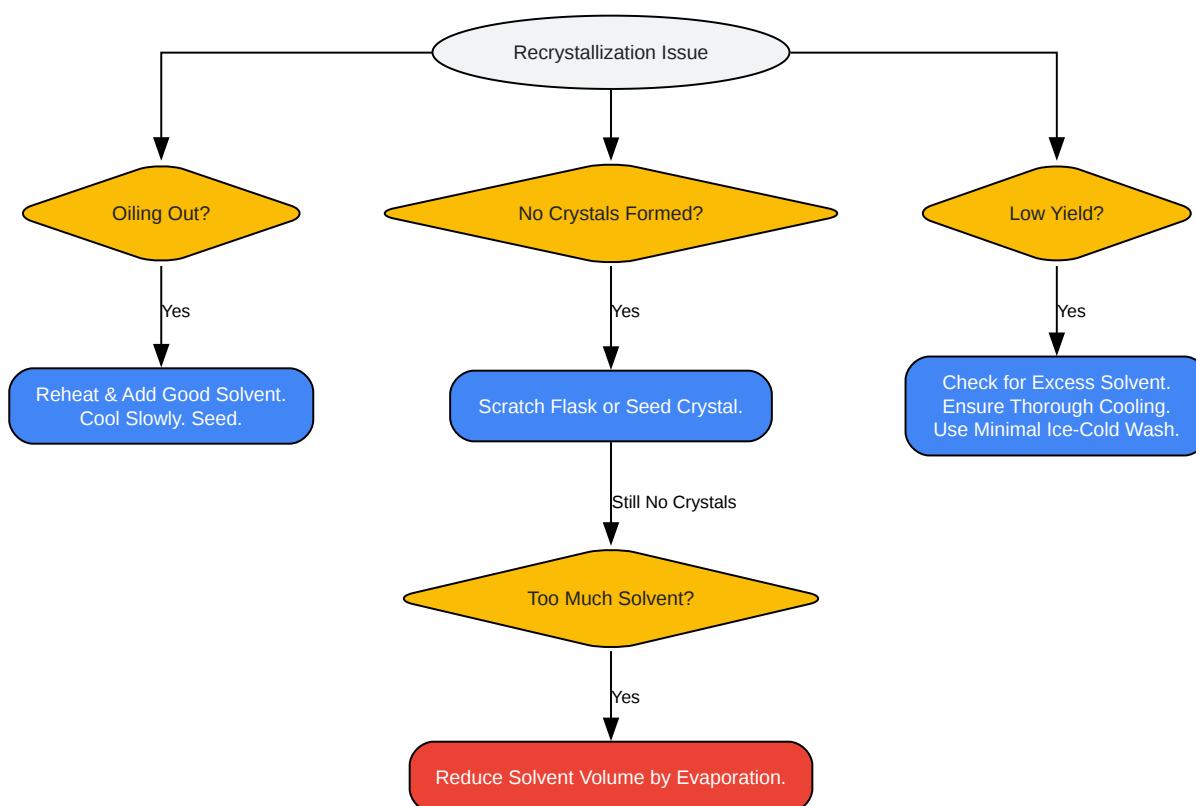 Recrystallization Issue
Oiling Out?
No Crystals Formed?
Low Yield?
Yes
Yes
Yes
Reheat & Add Good Solvent.
Cool Slowly. Seed.
Scratch Flask or Seed Crystal.
Check for Excess Solvent.
Ensure Thorough Cooling.
Use Minimal Ice-Cold Wash.
Still No Crystals
Too Much Solvent?
Yes
Reduce Solvent Volume by Evaporation.